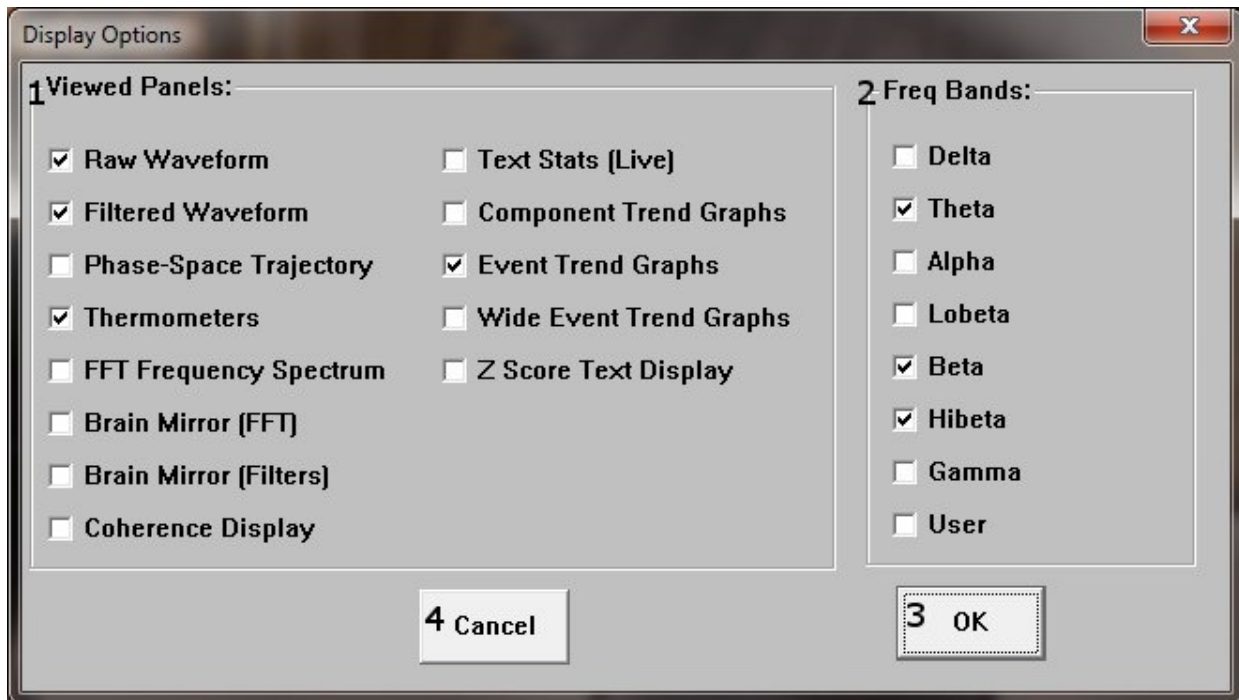 Display Options
1 Viewed Panels:
Raw Waveform
Filtered Waveform
Phase-Space Trajectory
Thermometers
FFT Frequency Spectrum
Brain Mirror (FFT)
Brain Mirror (Filters)
Coherence Display
Text Stats (Live)
Component Trend Graphs
Event Trend Graphs
Wide Event Trend Graphs
Z Score Text Display
2 Freq Bands:
Delta
Theta
Alpha
Lobeta
Beta
Hibeta
Gamma
User
4 Cancel
3 OK